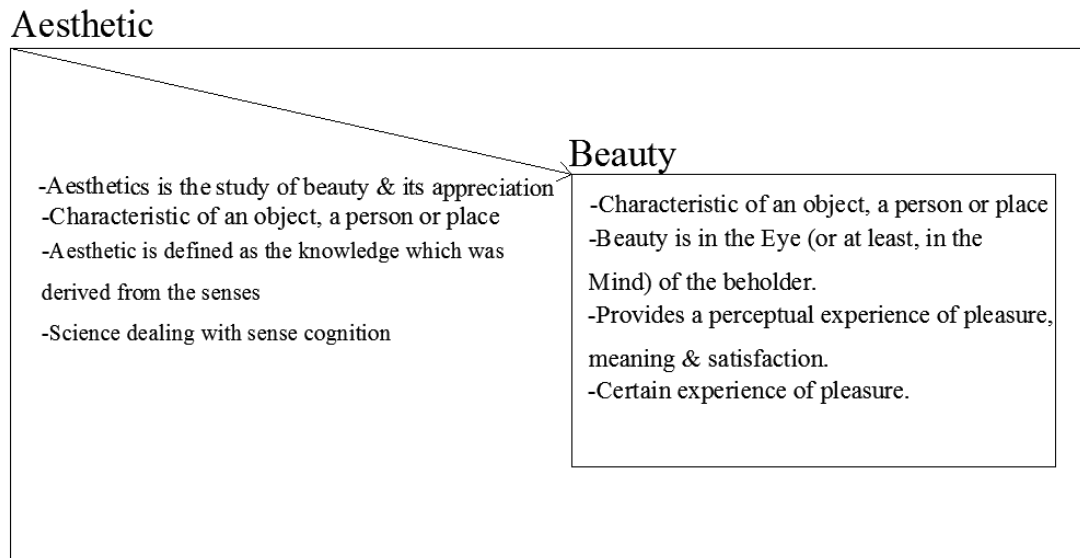 Aesthetic
-Aesthetics is the study of beauty & its appreciation
-Characteristic of an object, a person or place
-Aesthetic is defined as the knowledge which was
derived from the senses
-Science dealing with sense cognition
Beauty
-Characteristic of an object, a person or place
-Beauty is in the Eye (or at least, in the
Mind) of the beholder.
-Provides a perceptual experience of pleasure,
meaning & satisfaction.
-Certain experience of pleasure.